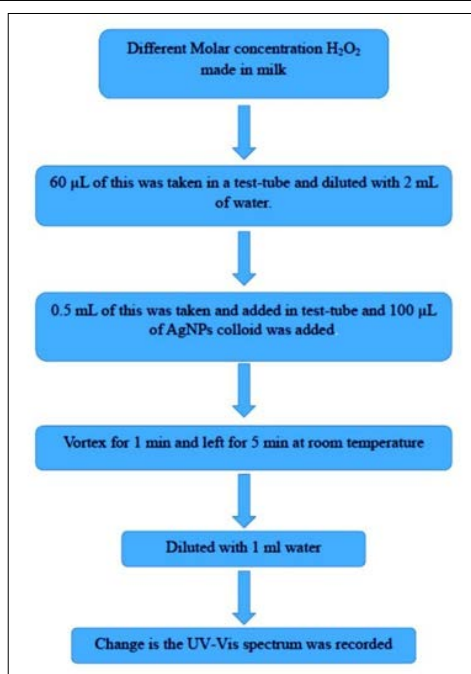 Different Molar concentration H₂O₂
made in milk
60 μL of this was taken in a test-tube and diluted with 2 mL
of water.
0.5 mL of this was taken and added in test-tube and 100 μL
of AgNPs colloid was added.
Vortex for 1 min and left for 5 min at room temperature
Diluted with 1 ml water
Change is the UV-Vis spectrum was recorded